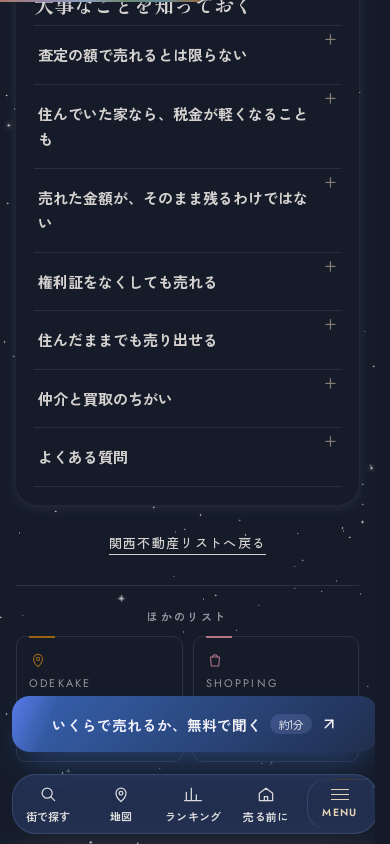 大事なことを知っておく
査定の額で売れるとは限らない
住んでいた家なら、税金が軽くなること
も
売れた金額が、そのまま残るわけではな
い
権利証をなくしても売れる
住んだままでも売り出せる
仲介と買取のちがい
よくある質問
関西不動産リストへ戻る
ほかのリスト
ODEKAKE
SHOPPING
いくらで売れるか、無料で聞く 約1分
街で探す
地図
ランキング
売る前に
MENU